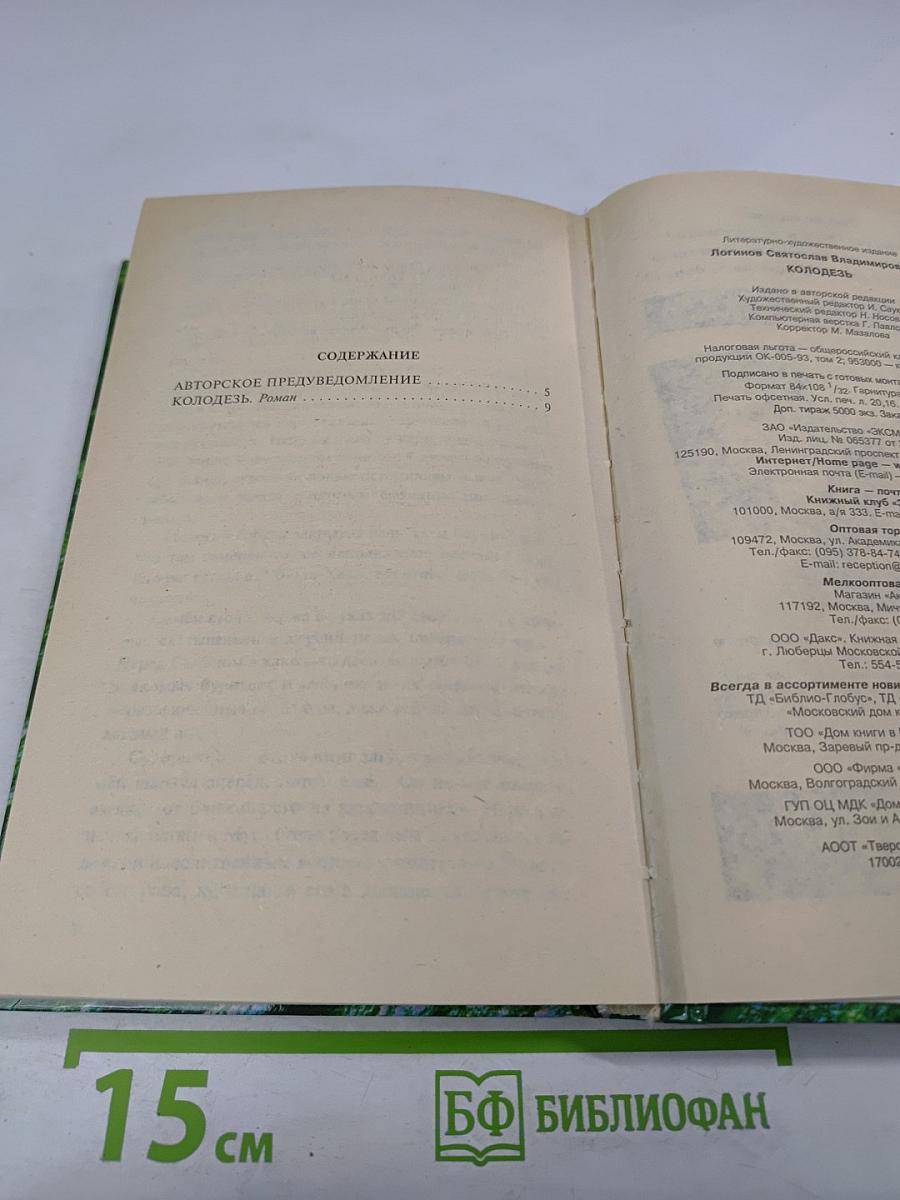 СОДЕРЖАНИЕ
АВТОРСКОЕ ПРЕДУВЕДОМЛЕНИЕ . . . . . . . . . . . . . 5
КОЛОДЕЗЬ. Роман . . . . . . . . . . . . . . . . . . . . . . . . . . . 9
Литературно-художественное издание
Логинов Святослав Владимиров
КОЛОДЕЗЬ
Издано в авторской редакции
Художественный редактор И. Сау
Технический редактор Н. Носов
Компьютерная верстка Г. Павло
Корректор М. Мазалова
Налоговая льгота — общероссийский к
продукции ОК-005-93, том 2; 953000 —
Подписано в печать с готовых монта
Формат 84×108 1/32. Гарнитура
Печать офсетная. Усл. печ. л. 20,16.
Доп. тираж 5000 экз. Зака
ЗАО «Издательство «ЭКСМ
Изд. лиц. № 065377 от
125190, Москва, Ленинградский проспект
Интернет/Home page — w
Электронная почта (E-mail) —
Книга — почт
Книжный клуб «Э
101000, Москва, а/я 333. E-ma
Оптовая тор
109472, Москва, ул. Академик
Тел./факс: (095) 378-84-74
E-mail: reception@
Мелкооптова
Магазин «Ак
117192, Москва, Мич
Тел./факс: (
ООО «Дакс». Книжная
г. Люберцы Московской
Тел.: 554-5
Всегда в ассортименте нови
ТД «Библио-Глобус», ТД
«Московский дом к
ТОО «Дом книги в
Москва, Заревый пр-д
ООО «Фирма «
Москва, Волгоградский
ГУП ОЦ МДК «Дом
Москва, ул. Зои и А
АООТ «Тверс
17002
15 см
БФ БИБЛИОФАН